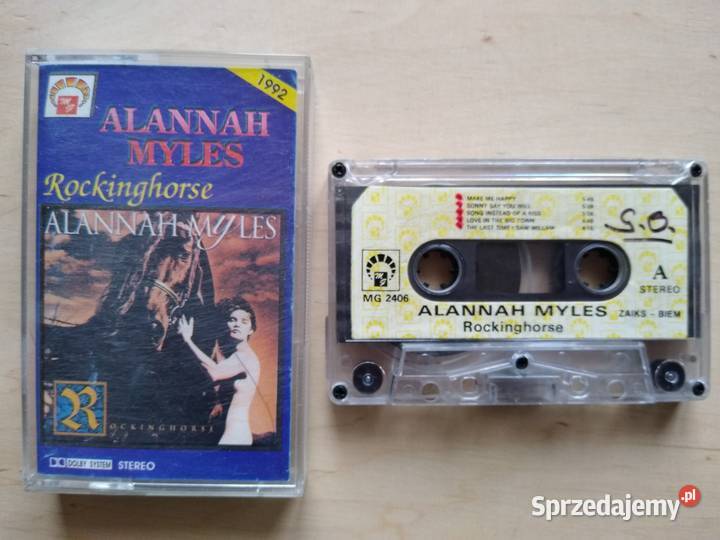 1992
MG
ALANNAH
MYLES
Rockinghorse
ALANNAH MYLES
R
OCKINGHORSE
DOLBY SYSTEM STEREO
MAKE ME HAPPY
SONNY SAY YOU WILL
SONG INSTEAD OF A KISS
LOVE IN THE BIG TOWN
THE LAST TIME I SAW WILLIAM
S.O.
A
STEREO
MG 2406
ALANNAH MYLES ZAIKS - BIEM
Rockinghorse
Sprzedajemy.pl